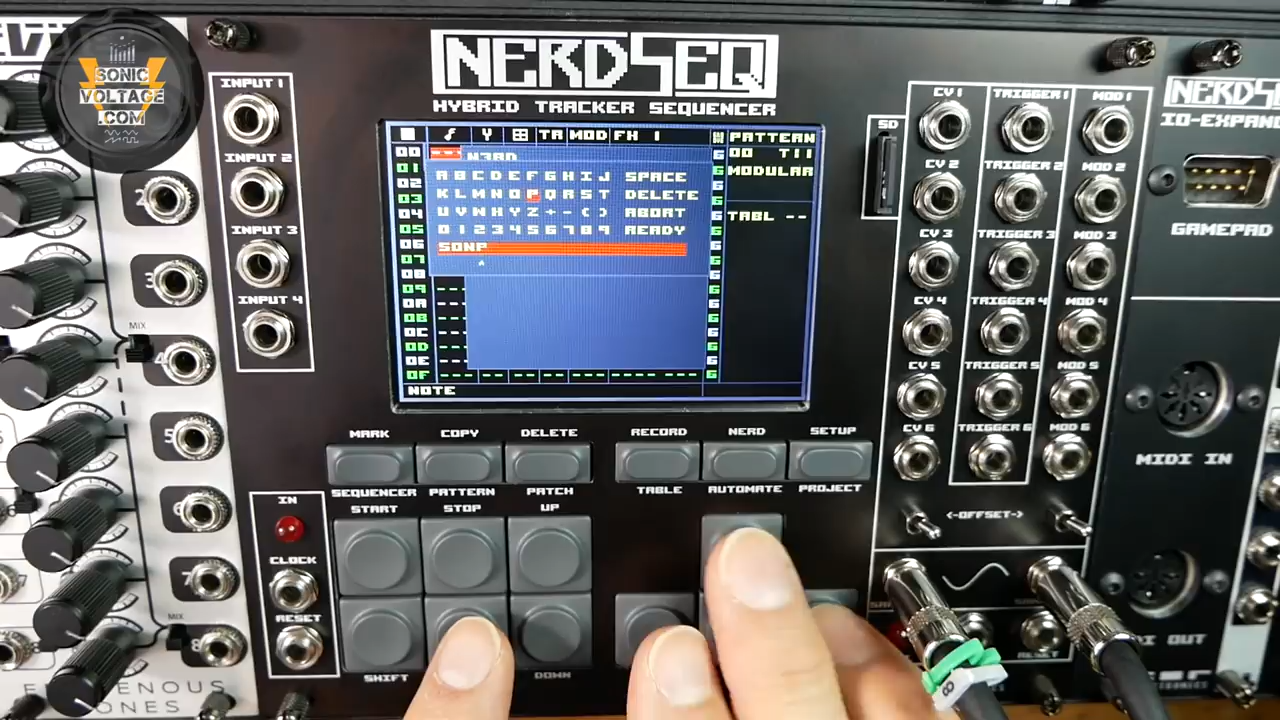 SONIC
VOLTAGE
.COM
NERDSEQ
HYBRID TRACKER SEQUENCER
INPUT 1
INPUT 2
INPUT 3
INPUT 4
TR MOD FX 1
PATTERN
00 T11
MODULAR
TABL --
00
01
02
03
04
05
06
07
08
09
0A
0B
0C
0D
0E
0F
A B C D E F G H I J SPACE
K L M N O P Q R S T DELETE
U V W X Y Z + - ( ) ABORT
0 1 2 3 4 5 6 7 8 9 READY
SONP
NOTE
SD
CV 1 TRIGGER 1 MOD 1
CV 2 TRIGGER 2 MOD 2
CV 3 TRIGGER 3 MOD 3
CV 4 TRIGGER 4 MOD 4
CV 5 TRIGGER 5 MOD 5
CV 6 TRIGGER 6 MOD 6
<-OFFSET->
MARK COPY DELETE RECORD NERD SETUP
SEQUENCER PATTERN PATCH TABLE AUTOMATE PROJECT
START STOP UP
SHIFT DOWN
IN
CLOCK
RESET
MIX
2
3
4
5
6
7
8
MIX
GAMEPAD
MIDI IN
OUT